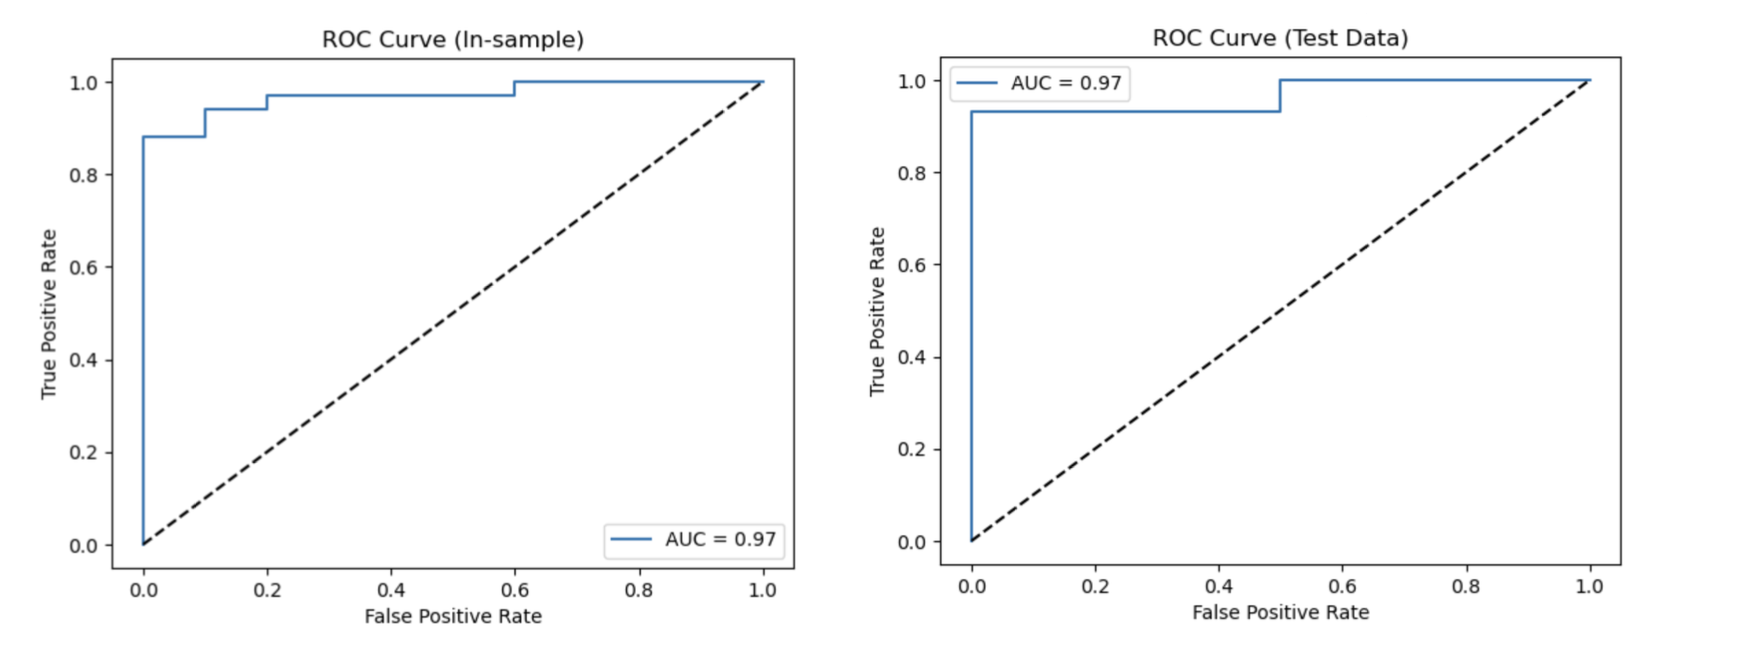 ROC Curve (In-sample)
1.0
0.8
0.6
0.4
0.2
0.0
True Positive Rate
AUC = 0.97
0.0 0.2 0.4 0.6 0.8 1.0
False Positive Rate
ROC Curve (Test Data)
AUC = 0.97
1.0
0.8
0.6
0.4
0.2
0.0
True Positive Rate
0.0 0.2 0.4 0.6 0.8 1.0
False Positive Rate